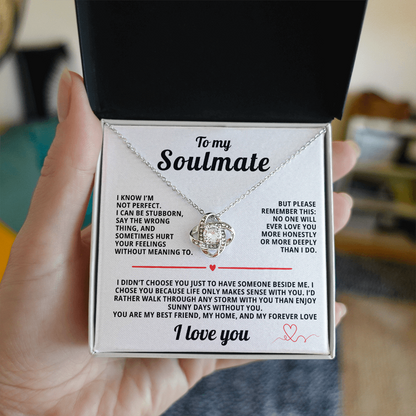 To my
Soulmate
I KNOW I'M
NOT PERFECT.
I CAN BE STUBBORN,
SAY THE WRONG
THING, AND
SOMETIMES HURT
YOUR FEELINGS
WITHOUT MEANING TO.
BUT PLEASE
REMEMBER THIS:
NO ONE WILL
EVER LOVE YOU
MORE HONESTLY
OR MORE DEEPLY
THAN I DO.
I DIDN'T CHOOSE YOU JUST TO HAVE SOMEONE BESIDE ME. I
CHOSE YOU BECAUSE LIFE ONLY MAKES SENSE WITH YOU. I'D
RATHER WALK THROUGH ANY STORM WITH YOU THAN ENJOY
SUNNY DAYS WITHOUT YOU.
YOU ARE MY BEST FRIEND, MY HOME, AND MY FOREVER LOVE
I love you